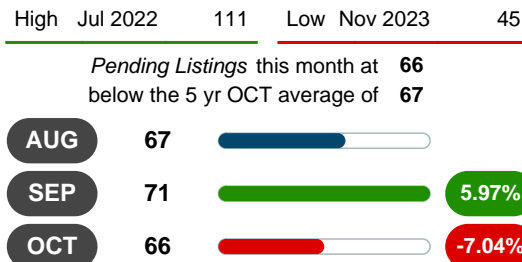 High Jul 2022 111 Low Nov 2023 45
Pending Listings this month at 66
below the 5 yr OCT average of 67
AUG 67
SEP 71 5.97%
OCT 66 -7.04%